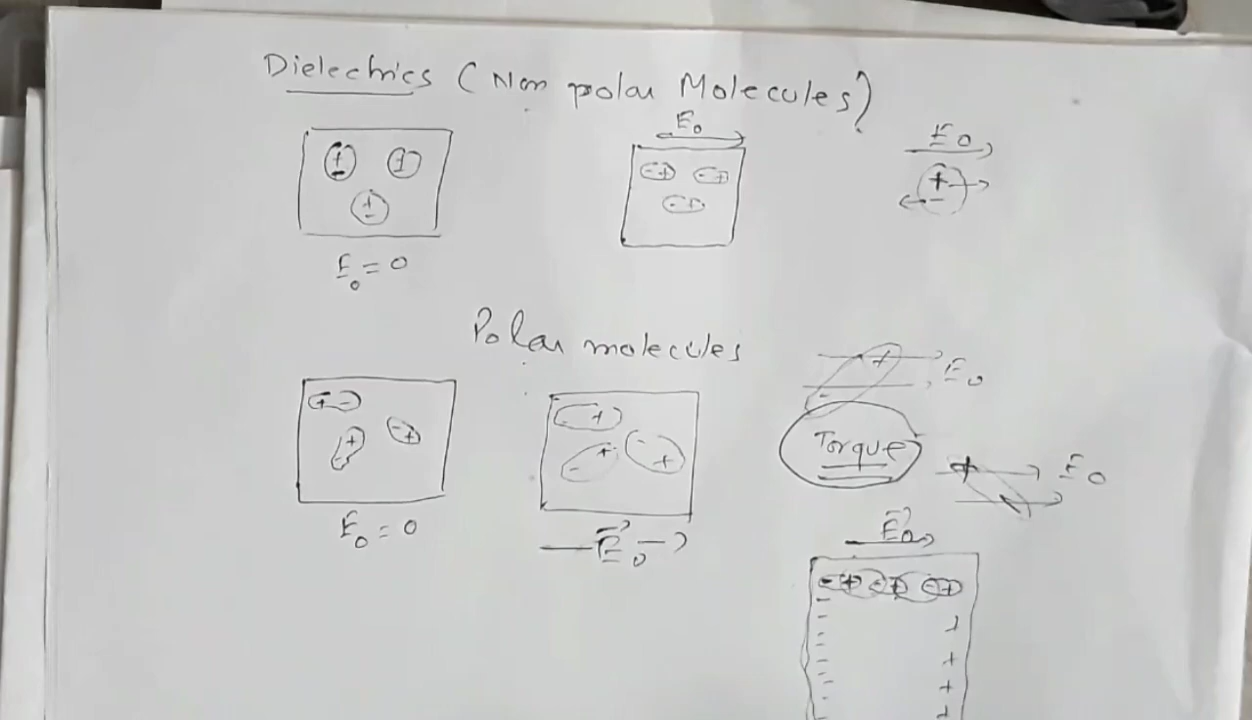 Dielectrics (Non polar Molecules)
E₀
E₀
E₀ = 0
Polar molecules
E₀
Torque
E₀
E₀ = 0
E₀
E₀